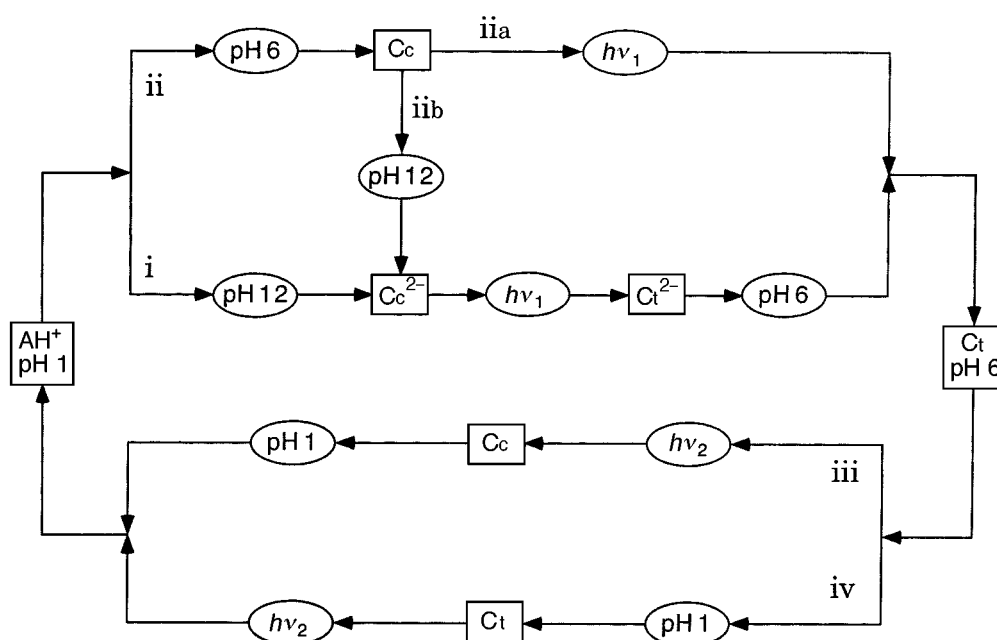 pH 6
Cc
iia
hν₁
ii
iib
pH 12
i
pH 12
Cc²⁻
hν₁
Ct²⁻
pH 6
AH⁺
pH 1
Ct
pH 6
pH 1
Cc
hν₂
iii
iv
hν₂
Ct
pH 1